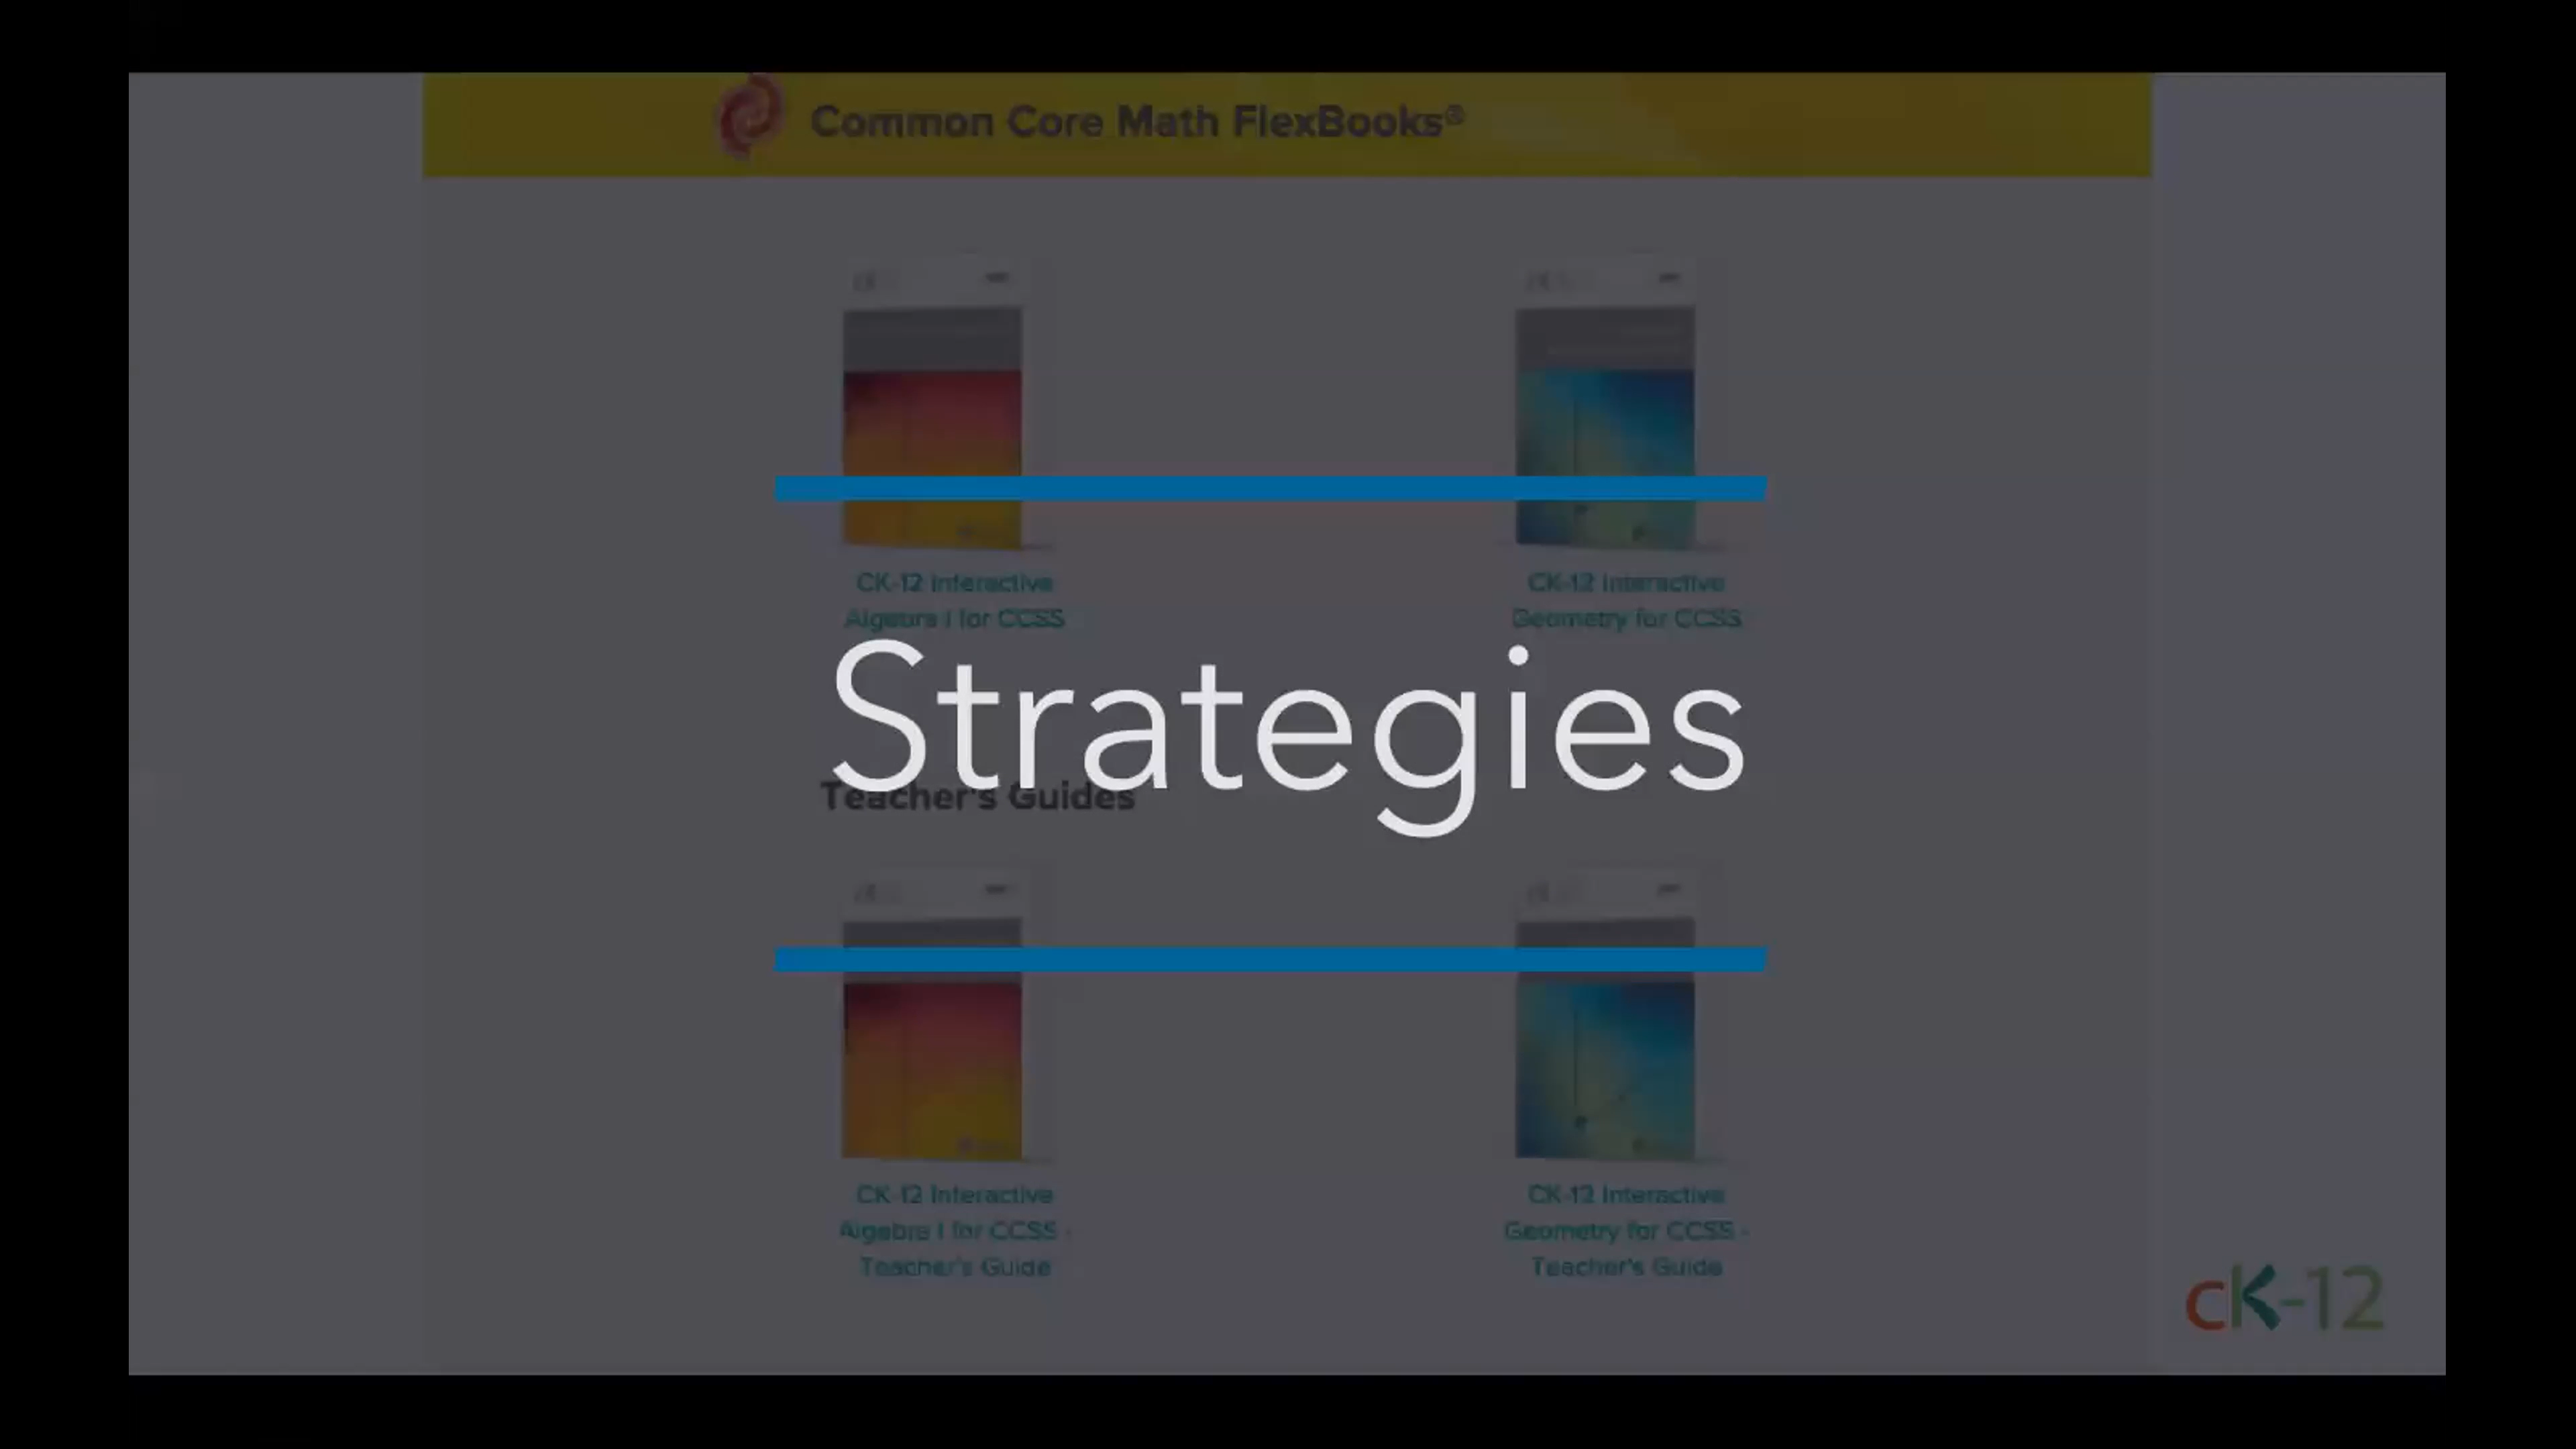 Common Core Math FlexBooks®
CK-12 Interactive
Algebra I for CCSS
CK-12 Interactive
Geometry for CCSS
Strategies
Teacher's Guides
CK-12 Interactive
Algebra I for CCSS -
Teacher's Guide
CK-12 Interactive
Geometry for CCSS -
Teacher's Guide
cK-12